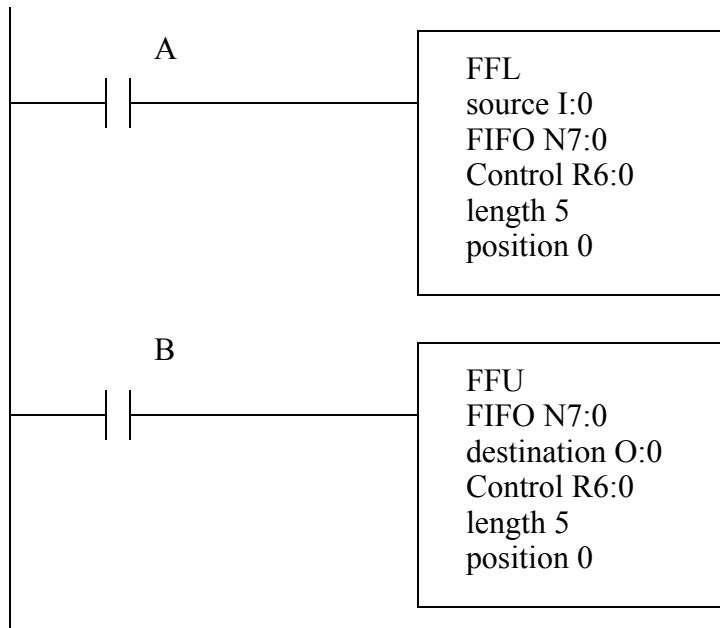 A
FFL
source I:0
FIFO N7:0
Control R6:0
length 5
position 0
B
FFU
FIFO N7:0
destination O:0
Control R6:0
length 5
position 0